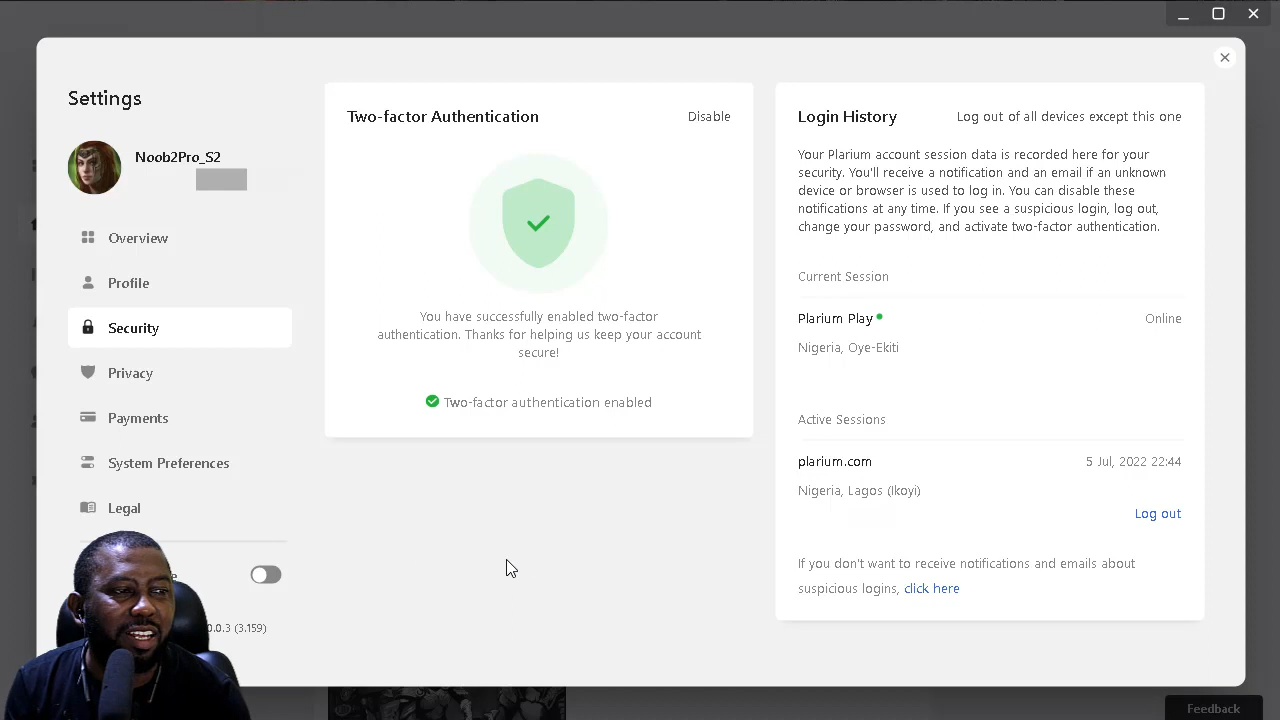 Settings
Noob2Pro_S2
Overview
Profile
Security
Privacy
Payments
System Preferences
Legal
0.0.3 (3.159)
Two-factor Authentication
Disable
You have successfully enabled two-factor
authentication. Thanks for helping us keep your account
secure!
Two-factor authentication enabled
Login History
Log out of all devices except this one
Your Plarium account session data is recorded here for your
security. You'll receive a notification and an email if an unknown
device or browser is used to log in. You can disable these
notifications at any time. If you see a suspicious login, log out,
change your password, and activate two-factor authentication.
Current Session
Plarium Play
Online
Nigeria, Oye-Ekiti
Active Sessions
plarium.com
5 Jul, 2022 22:44
Nigeria, Lagos (Ikoyi)
Log out
If you don't want to receive notifications and emails about
suspicious logins, click here
Feedback